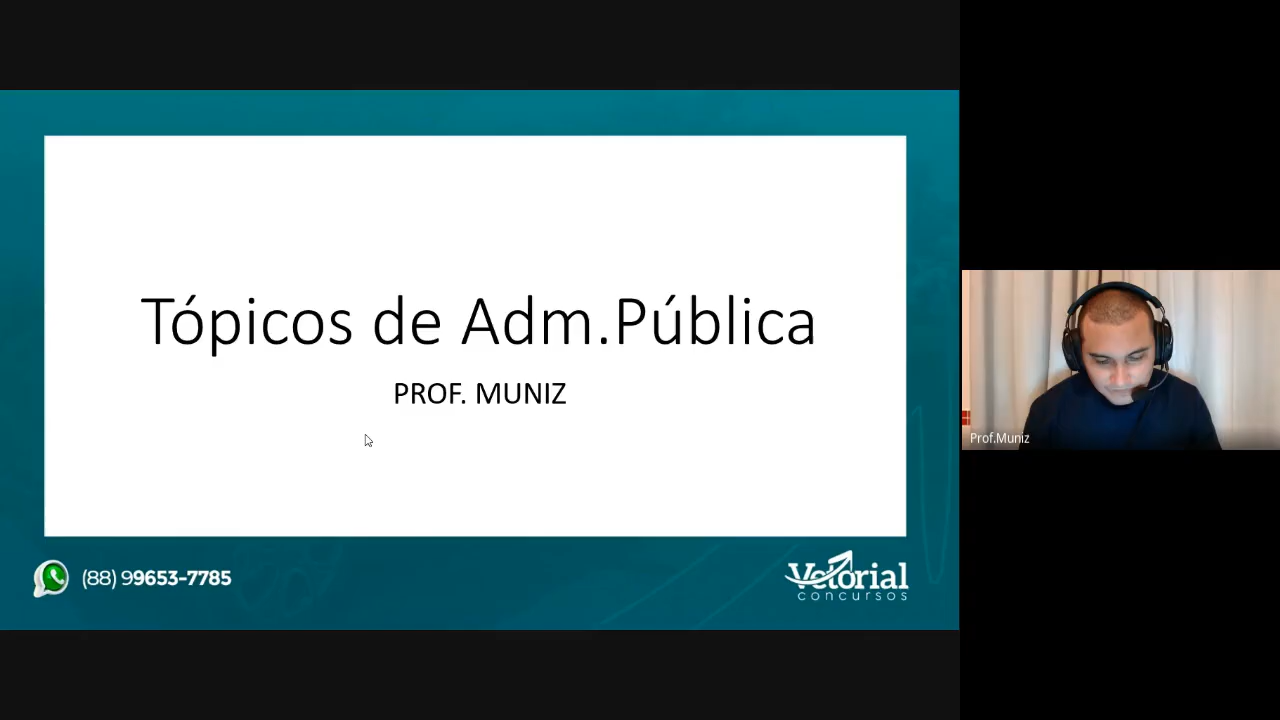 Tópicos de Adm.Pública
PROF. MUNIZ
Prof.Muniz
(88) 99653-7785
Vetorial
concursos